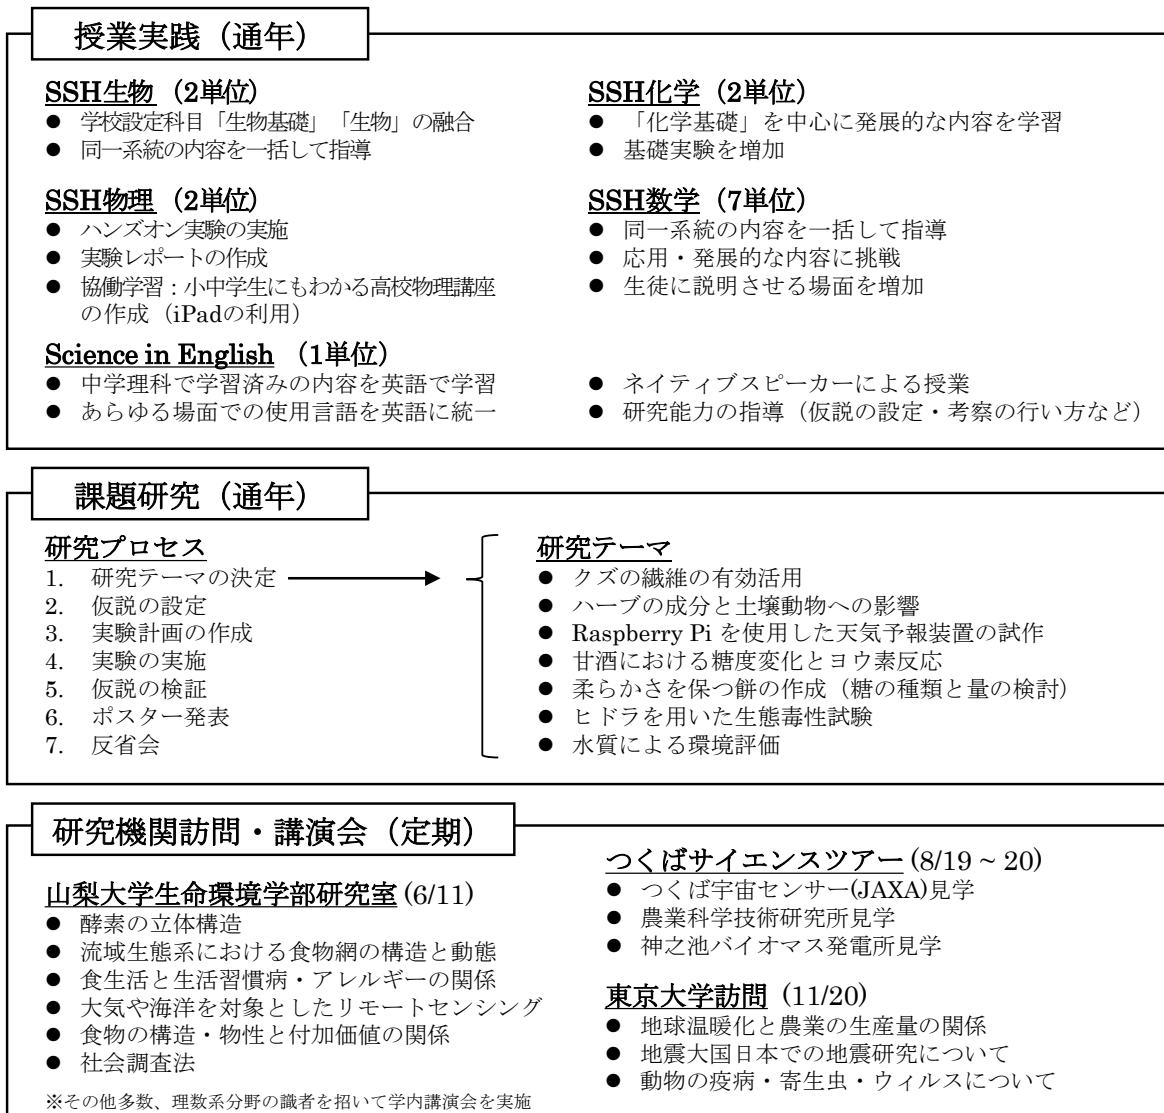 授業実践（通年）
SSH生物（2単位）
● 学校設定科目「生物基礎」「生物」の融合
● 同一系統の内容を一括して指導
SSH化学（2単位）
● 「化学基礎」を中心に発展的な内容を学習
● 基礎実験を増加
SSH物理（2単位）
● ハンズオン実験の実施
● 実験レポートの作成
● 協働学習：小中学生にもわかる高校物理講座
の作成（iPadの利用）
SSH数学（7単位）
● 同一系統の内容を一括して指導
● 応用・発展的な内容に挑戦
● 生徒に説明させる場面を増加
Science in English （1単位）
● 中学理科で学習済みの内容を英語で学習
● あらゆる場面での使用言語を英語に統一
● ネイティブスピーカーによる授業
● 研究能力の指導（仮説の設定・考察の行い方など）
課題研究（通年）
研究プロセス
1. 研究テーマの決定
2. 仮説の設定
3. 実験計画の作成
4. 実験の実施
5. 仮説の検証
6. ポスター発表
7. 反省会
研究テーマ
● クズの繊維の有効活用
● ハーブの成分と土壌動物への影響
● Raspberry Pi を使用した天気予報装置の試作
● 甘酒における糖度変化とヨウ素反応
● 柔らかさを保つ餅の作成（糖の種類と量の検討）
● ヒドラを用いた生態毒性試験
● 水質による環境評価
研究機関訪問・講演会（定期）
山梨大学生命環境学部研究室 (6/11)
● 酵素の立体構造
● 流域生態系における食物網の構造と動態
● 食生活と生活習慣病・アレルギーの関係
● 大気や海洋を対象としたリモートセンシング
● 食物の構造・物性と付加価値の関係
● 社会調査法
※その他多数、理数系分野の識者を招いて学内講演会を実施
つくばサイエンスツアー (8/19 ~ 20)
● つくば宇宙センサー(JAXA)見学
● 農業科学技術研究所見学
● 神之池バイオマス発電所見学
東京大学訪問 (11/20)
● 地球温暖化と農業の生産量の関係
● 地震大国日本での地震研究について
● 動物の疫病・寄生虫・ウィルスについて